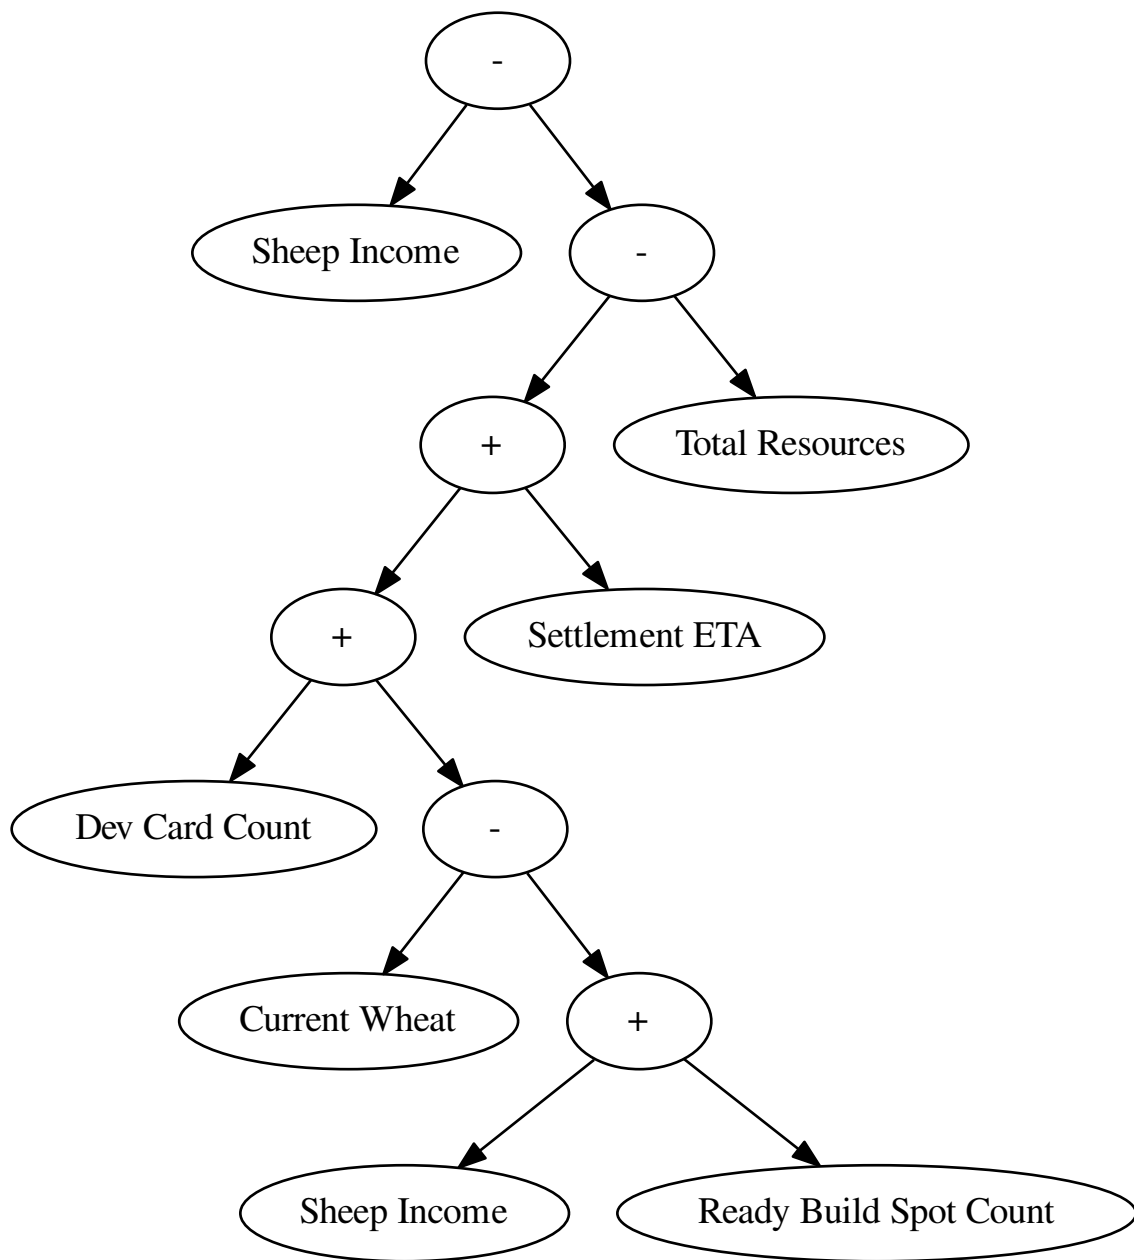 -
Sheep Income
-
+
Total Resources
+
Settlement ETA
Dev Card Count
-
Current Wheat
+
Sheep Income
Ready Build Spot Count